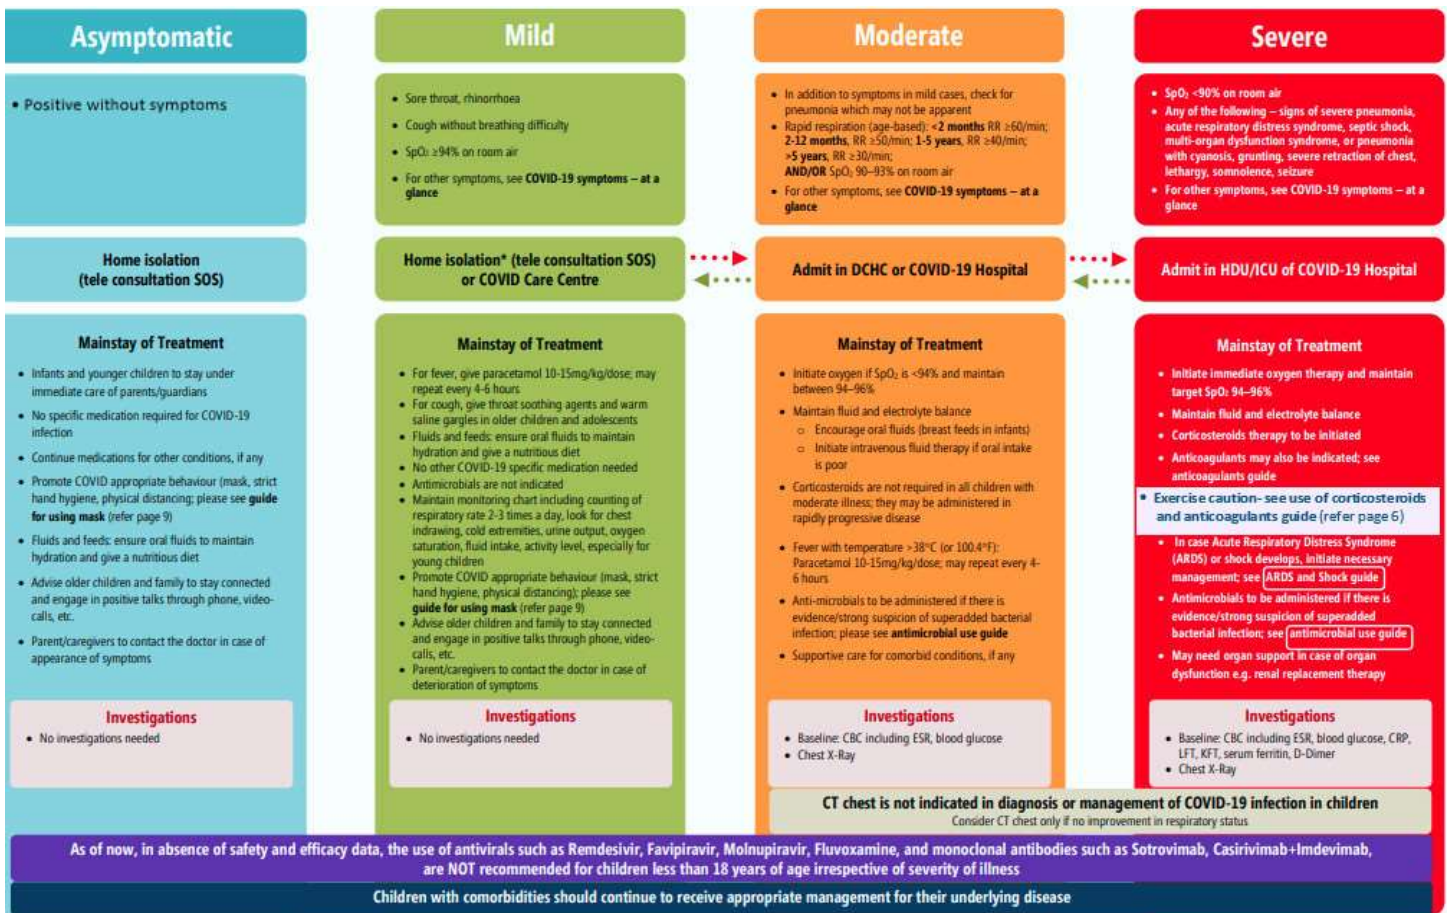 Asymptomatic
• Positive without symptoms
Home isolation
(tele consultation SOS)
Mainstay of Treatment
• Infants and younger children to stay under
immediate care of parents/guardians
• No specific medication required for COVID-19
infection
• Continue medications for other conditions, if any
• Promote COVID appropriate behaviour (mask, strict
hand hygiene, physical distancing; please see guide
for using mask (refer page 9)
• Fluids and feeds: ensure oral fluids to maintain
hydration and give a nutritious diet
• Advise older children and family to stay connected
and engage in positive talks through phone, video-
calls, etc.
• Parent/caregivers to contact the doctor in case of
appearance of symptoms
Investigations
• No investigations needed
Mild
• Sore throat, rhinorrhoea
• Cough without breathing difficulty
• SpO₂ ≥94% on room air
• For other symptoms, see COVID-19 symptoms – at a
glance
Home isolation* (tele consultation SOS)
or COVID Care Centre
Mainstay of Treatment
• For fever, give paracetamol 10-15mg/kg/dose; may
repeat every 4-6 hours
• For cough, give throat soothing agents and warm
saline gargles in older children and adolescents
• Fluids and feeds: ensure oral fluids to maintain
hydration and give a nutritious diet
• No other COVID-19 specific medication needed
• Antimicrobials are not indicated
• Maintain monitoring chart including counting of
respiratory rate 2-3 times a day, look for chest
indrawing, cold extremities, urine output, oxygen
saturation, fluid intake, activity level, especially for
young children
• Promote COVID appropriate behaviour (mask, strict
hand hygiene, physical distancing); please see
guide for using mask (refer page 9)
• Advise older children and family to stay connected
and engage in positive talks through phone, video-
calls, etc.
• Parent/caregivers to contact the doctor in case of
deterioration of symptoms
Investigations
• No investigations needed
Moderate
• In addition to symptoms in mild cases, check for
pneumonia which may not be apparent
• Rapid respiration (age-based): <2 months RR ≥60/min;
2-12 months, RR ≥50/min; 1-5 years, RR ≥40/min;
>5 years, RR ≥30/min;
AND/OR SpO₂ 90–93% on room air
• For other symptoms, see COVID-19 symptoms – at a
glance
Admit in DCHC or COVID-19 Hospital
Mainstay of Treatment
• Initiate oxygen if SpO₂ is <94% and maintain
between 94–96%
• Maintain fluid and electrolyte balance
○ Encourage oral fluids (breast feeds in infants)
○ Initiate intravenous fluid therapy if oral intake
is poor
• Corticosteroids are not required in all children with
moderate illness; they may be administered in
rapidly progressive disease
• Fever with temperature >38°C (or 100.4°F):
Paracetamol 10-15mg/kg/dose; may repeat every 4-
6 hours
• Anti-microbials to be administered if there is
evidence/strong suspicion of superadded bacterial
infection; please see antimicrobial use guide
• Supportive care for comorbid conditions, if any
Investigations
• Baseline: CBC including ESR, blood glucose
• Chest X-Ray
Severe
• SpO₂ <90% on room air
• Any of the following – signs of severe pneumonia,
acute respiratory distress syndrome, septic shock,
multi-organ dysfunction syndrome, or pneumonia
with cyanosis, grunting, severe retraction of chest,
lethargy, somnolence, seizure
• For other symptoms, see COVID-19 symptoms – at a
glance
Admit in HDU/ICU of COVID-19 Hospital
Mainstay of Treatment
• Initiate immediate oxygen therapy and maintain
target SpO₂ 94–96%
• Maintain fluid and electrolyte balance
• Corticosteroids therapy to be initiated
• Anticoagulants may also be indicated; see
anticoagulants guide
• Exercise caution- see use of corticosteroids
and anticoagulants guide (refer page 6)
• In case Acute Respiratory Distress Syndrome
(ARDS) or shock develops, initiate necessary
management; see ARDS and Shock guide
• Antimicrobials to be administered if there is
evidence/strong suspicion of superadded
bacterial infection; see antimicrobial use guide
• May need organ support in case of organ
dysfunction e.g. renal replacement therapy
Investigations
• Baseline: CBC including ESR, blood glucose, CRP,
LFT, KFT, serum ferritin, D-Dimer
• Chest X-Ray
CT chest is not indicated in diagnosis or management of COVID-19 infection in children
Consider CT chest only if no improvement in respiratory status
As of now, in absence of safety and efficacy data, the use of antivirals such as Remdesivir, Favipiravir, Molnupiravir, Fluvoxamine, and monoclonal antibodies such as Sotrovimab, Casirivimab+Imdevimab,
are NOT recommended for children less than 18 years of age irrespective of severity of illness
Children with comorbidities should continue to receive appropriate management for their underlying disease